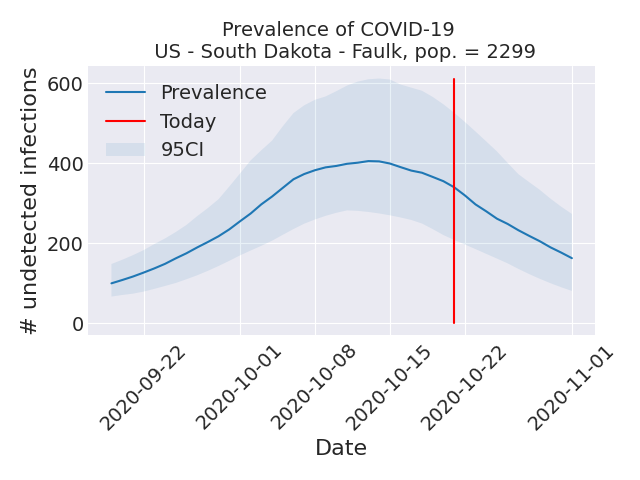 Prevalence of COVID-19
US - South Dakota - Faulk, pop. = 2299
# undetected infections
600
400
200
0
Prevalence
Today
95CI
2020-09-22
2020-10-01
2020-10-08
2020-10-15
2020-10-22
2020-11-01
Date